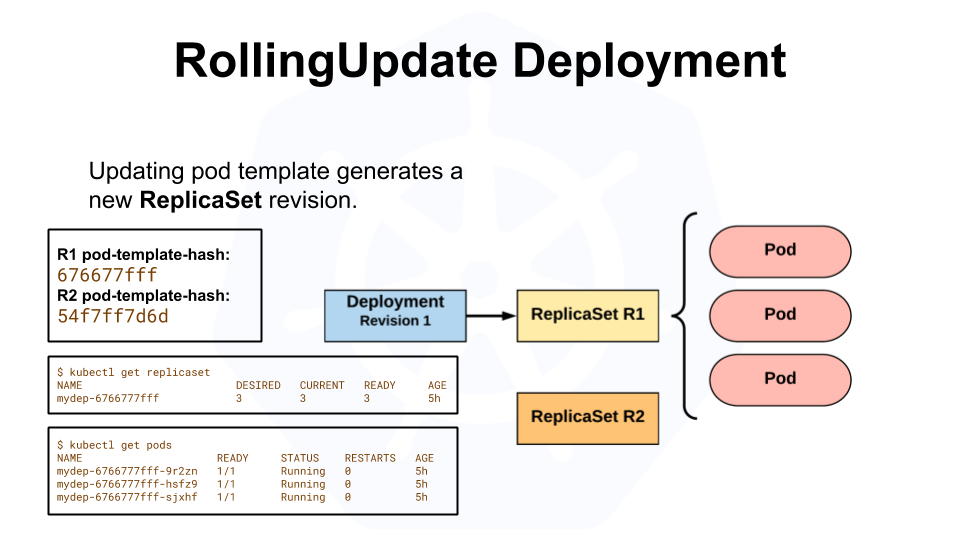 RollingUpdate Deployment
Updating pod template generates a
new ReplicaSet revision.
R1 pod-template-hash:
676677fff
R2 pod-template-hash:
54f7ff7d6d
$ kubectl get replicaset
NAME DESIRED CURRENT READY AGE
mydep-6766777fff 3 3 3 5h
$ kubectl get pods
NAME READY STATUS RESTARTS AGE
mydep-6766777fff-9r2zn 1/1 Running 0 5h
mydep-6766777fff-hsfz9 1/1 Running 0 5h
mydep-6766777fff-sjxhf 1/1 Running 0 5h
Deployment
Revision 1
ReplicaSet R1
ReplicaSet R2
Pod
Pod
Pod